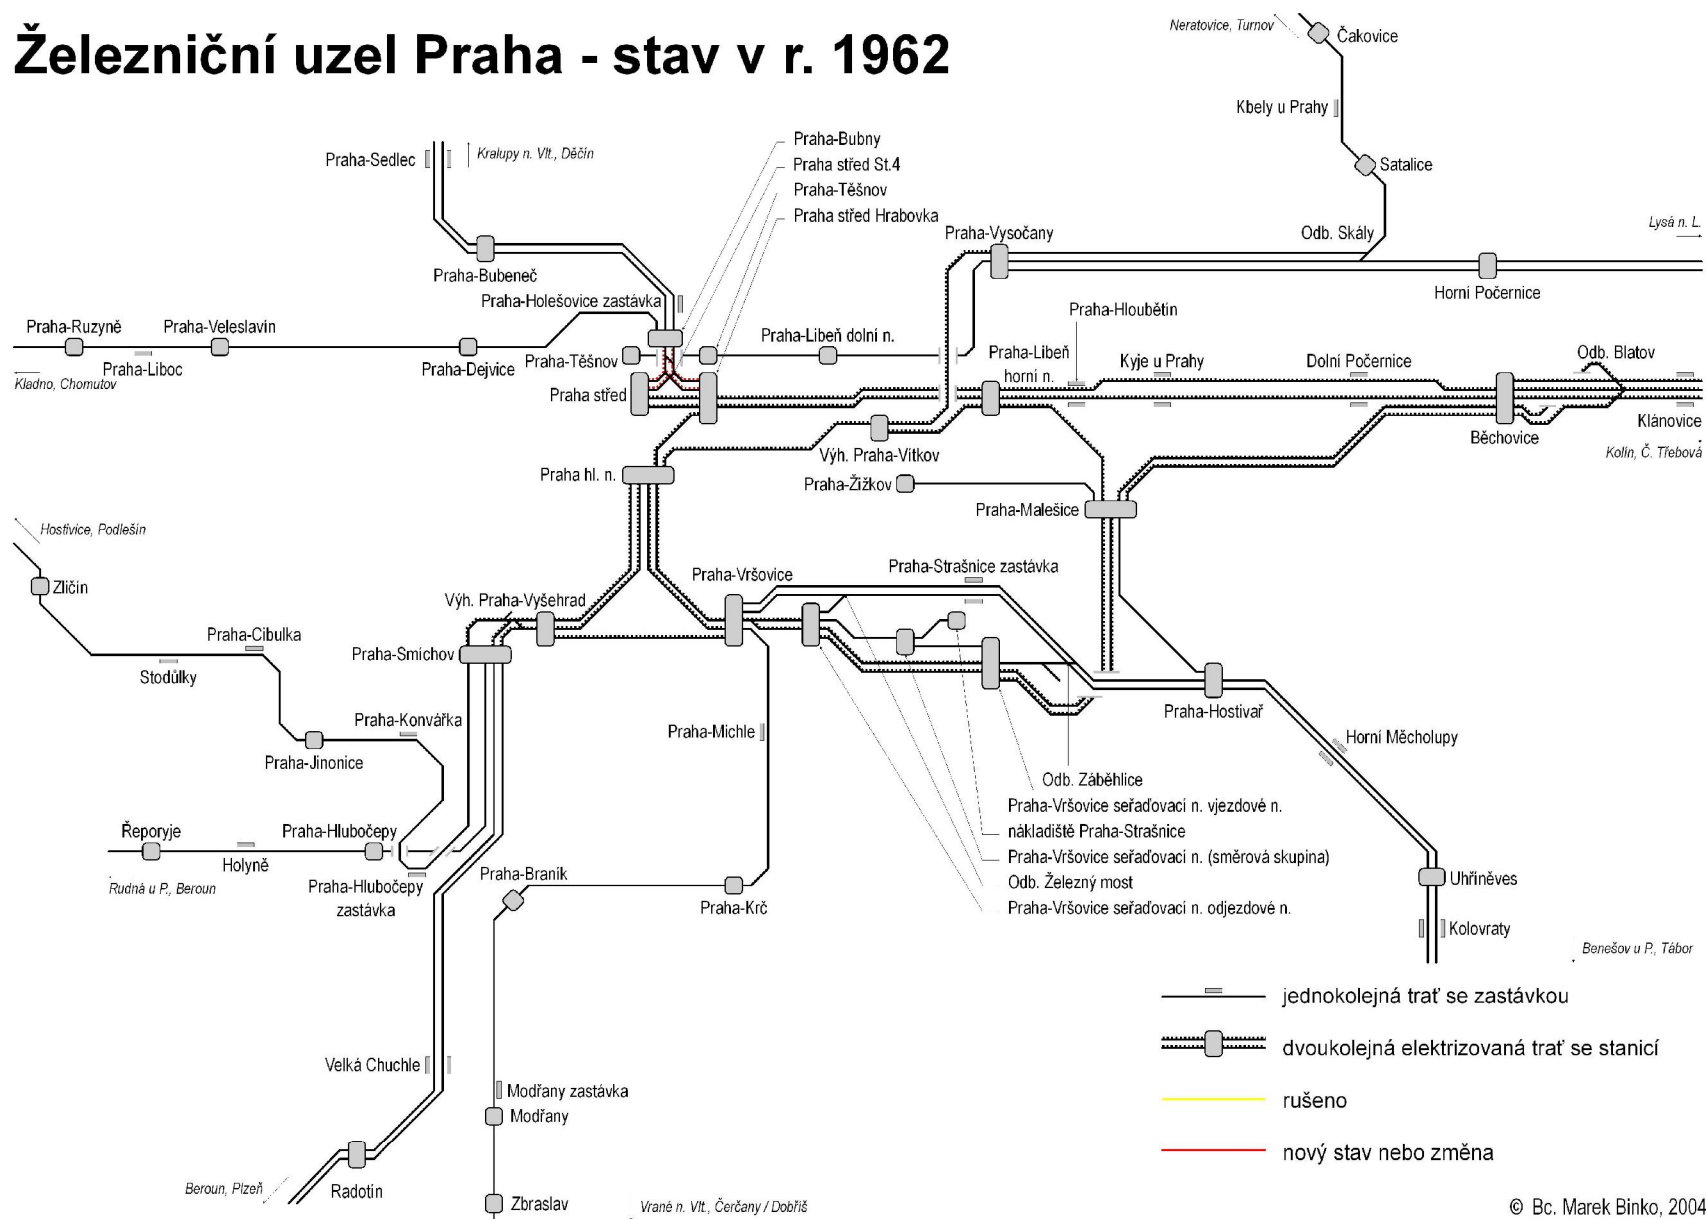 Železniční uzel Praha - stav v r. 1962
Neratovice, Turnov
Čakovice
Kbely u Prahy
Praha-Bubny
Praha-Sedlec
Kralupy n. Vlt., Děčín
Praha střed St.4
Satalice
Praha-Těšnov
Praha střed Hrabovka
Lysá n. L.
Praha-Vysočany
Odb. Skály
Praha-Bubeneč
Horní Počernice
Praha-Holešovice zastávka
Praha-Hloubětín
Praha-Ruzyně
Praha-Veleslavín
Praha-Libeň dolní n.
Praha-Liboc
Praha-Dejvice
Praha-Těšnov
Praha-Libeň
horní n.
Kyje u Prahy
Dolní Počernice
Odb. Blatov
Kladno, Chomutov
Praha střed
Klánovice
Běchovice
Kolín, Č. Třebová
Výh. Praha-Vítkov
Praha hl. n.
Praha-Žižkov
Praha-Malešice
Hostivice, Podlešín
Zličín
Praha-Vršovice
Praha-Strašnice zastávka
Výh. Praha-Vyšehrad
Praha-Cibulka
Praha-Smíchov
Stodůlky
Praha-Hostivař
Praha-Konvářka
Praha-Michle
Horní Měcholupy
Praha-Jinonice
Odb. Záběhlice
Praha-Vršovice seřaďovací n. vjezdové n.
Řeporyje
Praha-Hlubočepy
nákladiště Praha-Strašnice
Holyně
Praha-Vršovice seřaďovací n. (směrová skupina)
Rudná u P., Beroun
Praha-Hlubočepy
zastávka
Praha-Braník
Odb. Železný most
Uhříněves
Praha-Krč
Praha-Vršovice seřaďovací n. odjezdové n.
Kolovraty
Benešov u P., Tábor
jednokolejná trať se zastávkou
dvoukolejná elektrizovaná trať se stanicí
Velká Chuchle
Modřany zastávka
Modřany
rušeno
nový stav nebo změna
Beroun, Plzeň
Radotín
Zbraslav
Vrané n. Vlt., Čerčany / Dobříš
© Bc. Marek Binko, 2004